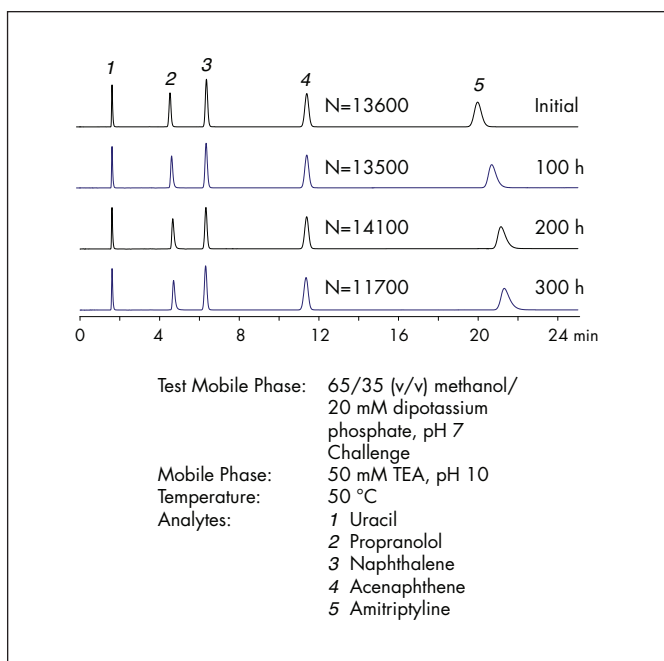 1 2 3 4 5
N=13600 Initial
N=13500 100 h
N=14100 200 h
N=11700 300 h
0 4 8 12 16 20 24 min
Test Mobile Phase: 65/35 (v/v) methanol/
20 mM dipotassium
phosphate, pH 7
Challenge
Mobile Phase: 50 mM TEA, pH 10
Temperature: 50 °C
Analytes: 1 Uracil
2 Propranolol
3 Naphthalene
4 Acenaphthene
5 Amitriptyline